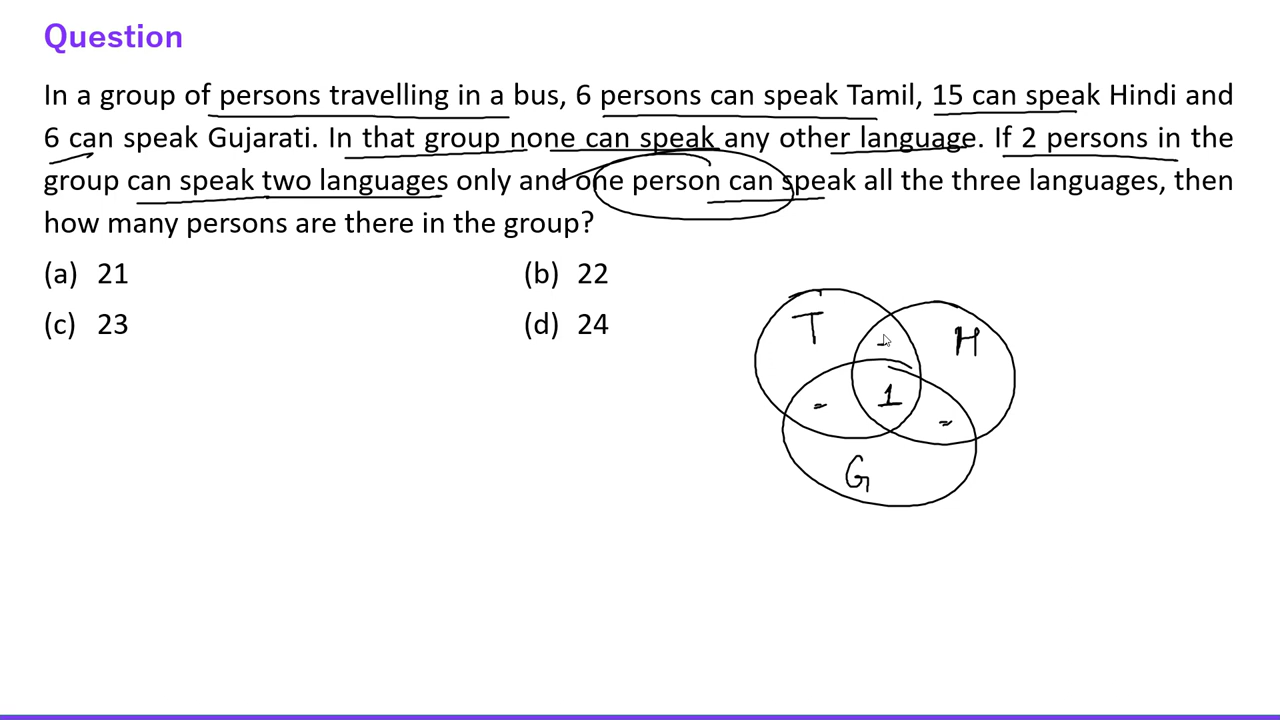 Question
In a group of persons travelling in a bus, 6 persons can speak Tamil, 15 can speak Hindi and
6 can speak Gujarati. In that group none can speak any other language. If 2 persons in the
group can speak two languages only and one person can speak all the three languages, then
how many persons are there in the group?
(a) 21 (b) 22
(c) 23 (d) 24
T H
1
G